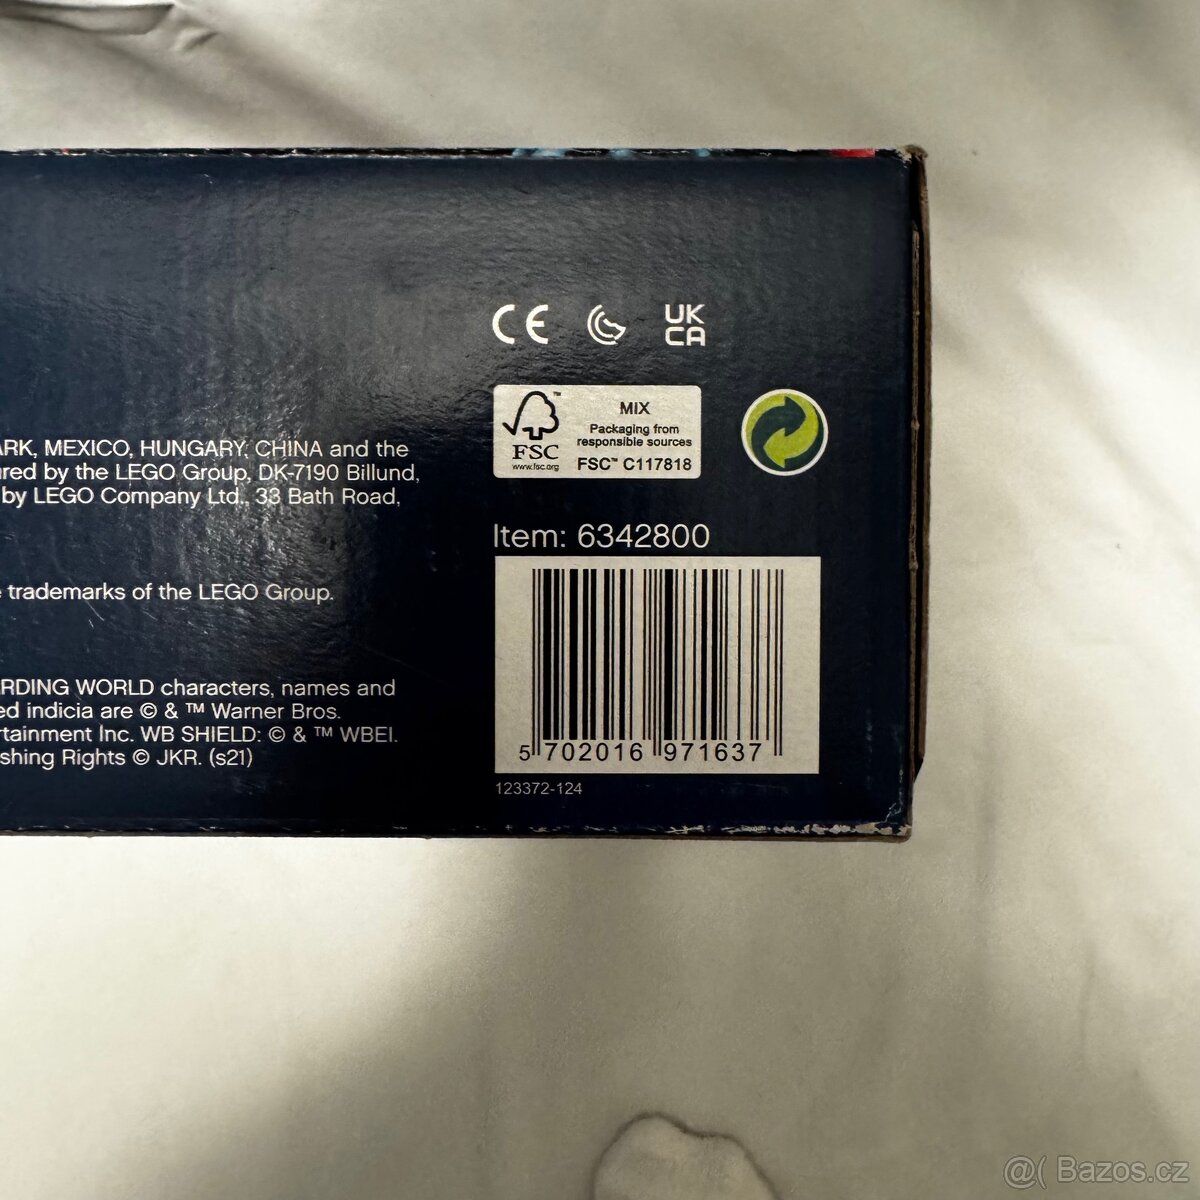 CE
UK
CA
™
FSC
www.fsc.org
MIX
Packaging from
responsible sources
FSC™ C117818
ARK, MEXICO, HUNGARY, CHINA and the
ured by the LEGO Group, DK-7190 Billund,
by LEGO Company Ltd., 33 Bath Road,
Item: 6342800
trademarks of the LEGO Group.
RDING WORLD characters, names and
ed indicia are © & ™ Warner Bros.
rtainment Inc. WB SHIELD: © & ™ WBEI.
shing Rights © JKR. (s21)
5 702016 971637
123372-124
@( Bazos.cz